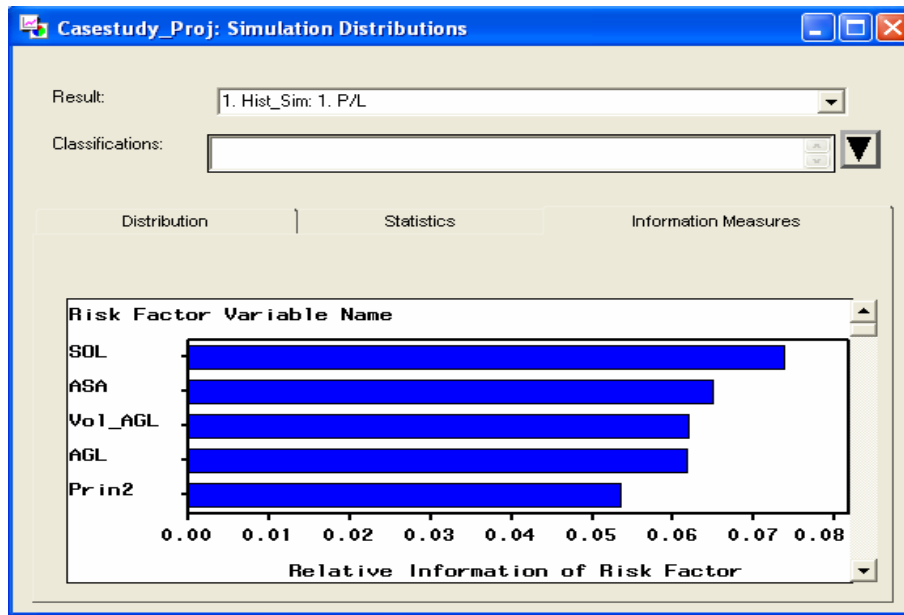 Casestudy_Proj: Simulation Distributions
Result: 1. Hist_Sim: 1. P/L
Classifications:
Distribution Statistics Information Measures
Risk Factor Variable Name
SOL
ASA
Vol_AGL
AGL
Prin2
0.00 0.01 0.02 0.03 0.04 0.05 0.06 0.07 0.08
Relative Information of Risk Factor